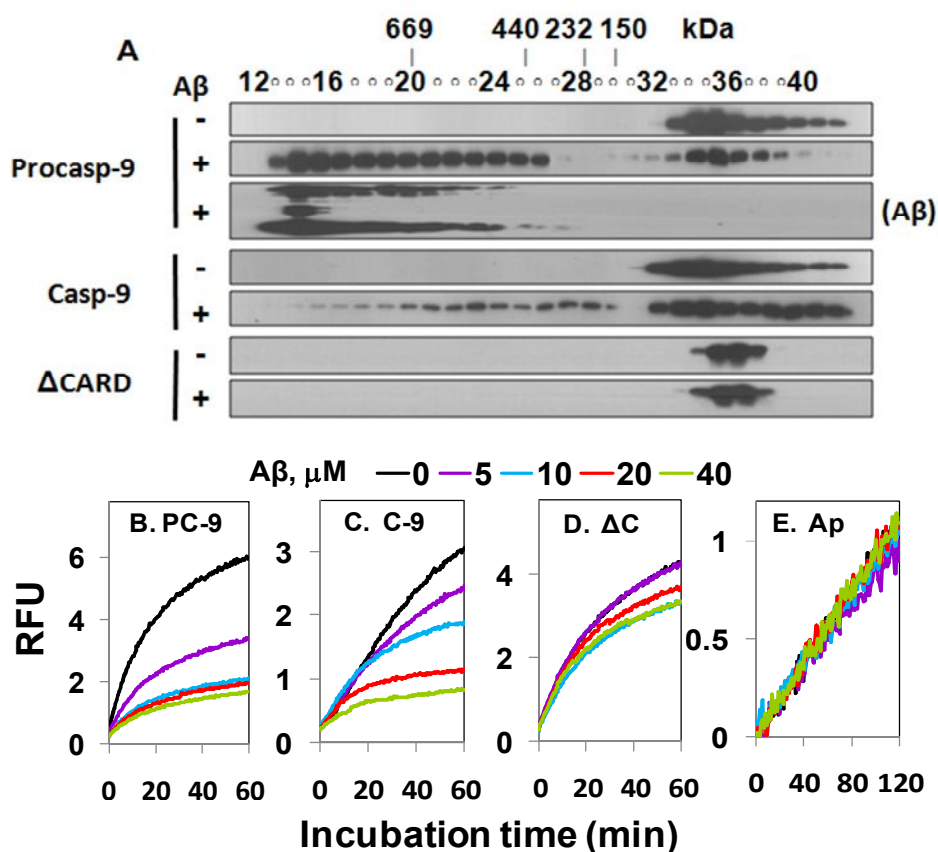 A
669 440 232 150 kDa
Aβ 12 16 20 24 28 32 36 40
Procasp-9
-
+
+ (Aβ)
Casp-9
-
+
ΔCARD
-
+
Aβ, μM 0 5 10 20 40
B. PC-9 C. C-9 D. ΔC E. Ap
RFU
6
4
2
0
3
2
1
0
4
2
0
1
0.5
0
0 20 40 60 0 20 40 60 0 20 40 60 0 40 80 120
Incubation time (min)